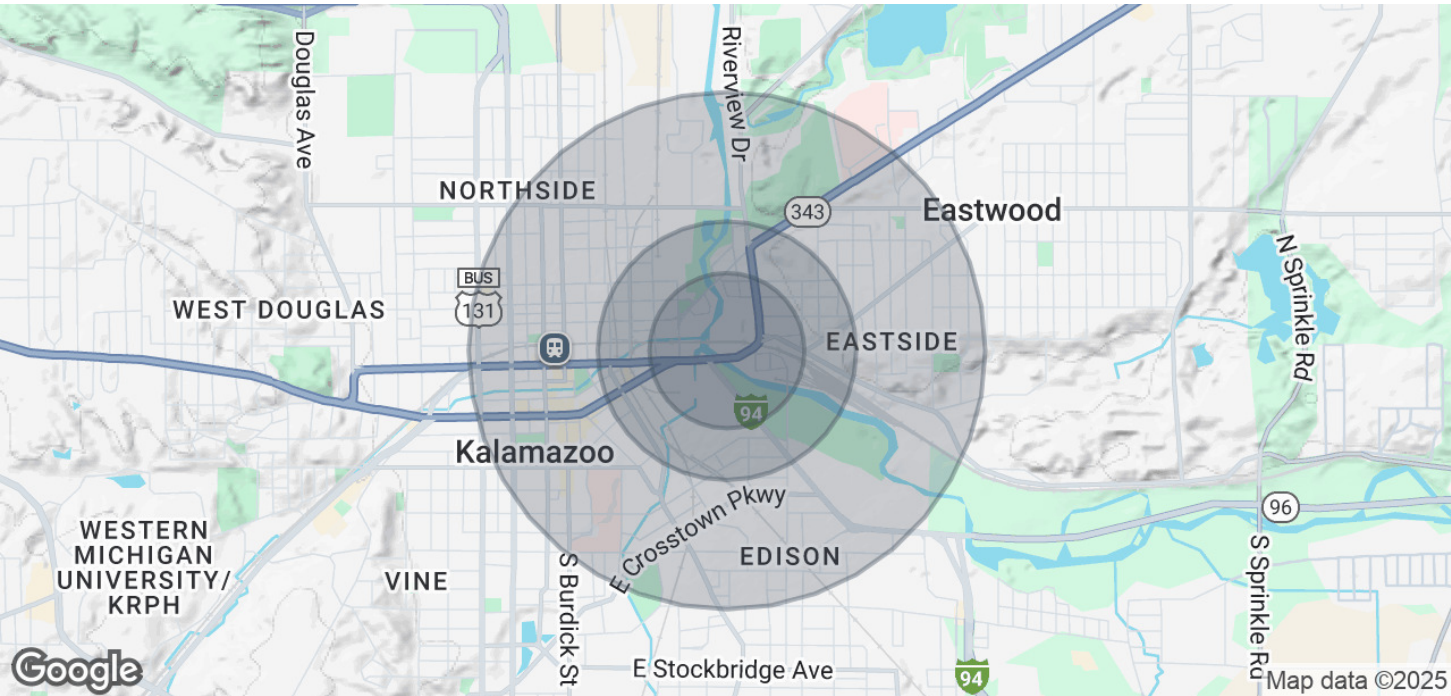 Douglas Ave
Riverview Dr
NORTHSIDE
343
Eastwood
BUS
131
WEST DOUGLAS
EASTSIDE
N Sprinkle Rd
94
Kalamazoo
E Crosstown Pkwy
96
WESTERN
MICHIGAN
UNIVERSITY/
KRPH
VINE
S Burdick St
EDISON
S Sprinkle Rd
Google
E Stockbridge Ave
94
Map data ©2025